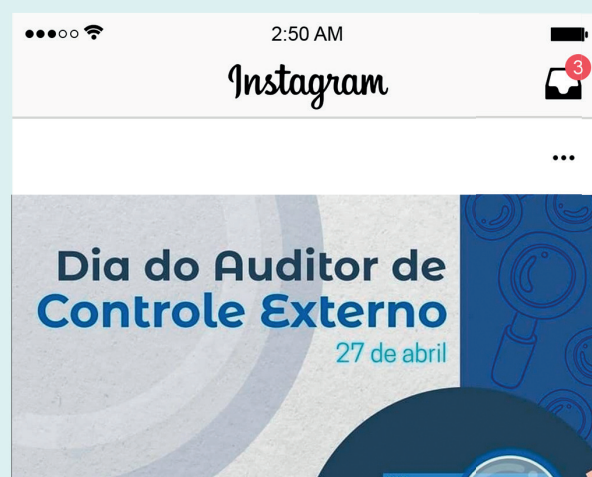 2:50 AM
Instagram
3
Dia do Auditor de
Controle Externo
27 de abril